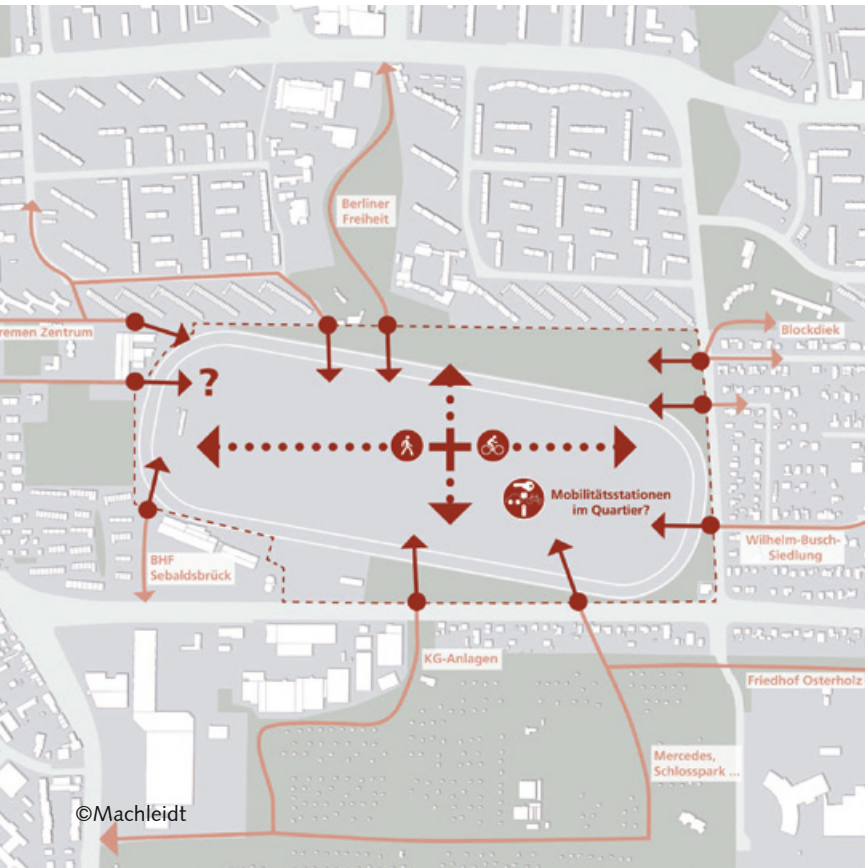 Berliner
Freiheit
remen Zentrum
Blockdiek
?
Mobilitätsstationen
im Quartier?
Wilhelm-Busch-
Siedlung
BHF
Sebaldsbrück
KG-Anlagen
Friedhof Osterholz
Mercedes,
Schlosspark ...
©Machleidt